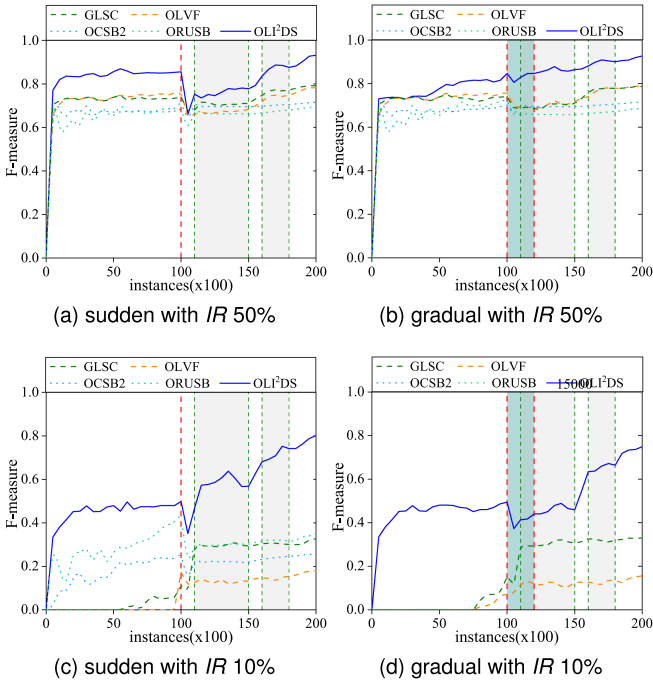 GLSC OLVF
OCSB2 ORUSB OLI²DS
1.0
0.8
0.6
0.4
0.2
0.0
F-measure
0 50 100 150 200
instances(x100)
(a) sudden with IR 50%
GLSC OLVF
OCSB2 ORUSB OLI²DS
1.0
0.8
0.6
0.4
0.2
0.0
F-measure
0 50 100 150 200
instances(x100)
(b) gradual with IR 50%
GLSC OLVF
OCSB2 ORUSB OLI²DS
1.0
0.8
0.6
0.4
0.2
0.0
F-measure
0 50 100 150 200
instances(x100)
(c) sudden with IR 10%
GLSC OLVF
OCSB2 ORUSB OLI²DS
15000
1.0
0.8
0.6
0.4
0.2
0.0
F-measure
0 50 100 150 200
instances(x100)
(d) gradual with IR 10%